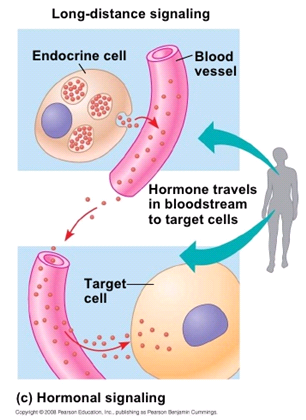 Long-distance signaling
Endocrine cell
Blood
vessel
Hormone travels
in bloodstream
to target cells
Target
cell
(c) Hormonal signaling
Copyright © 2008 Pearson Education, Inc., publishing as Pearson Benjamin Cummings.